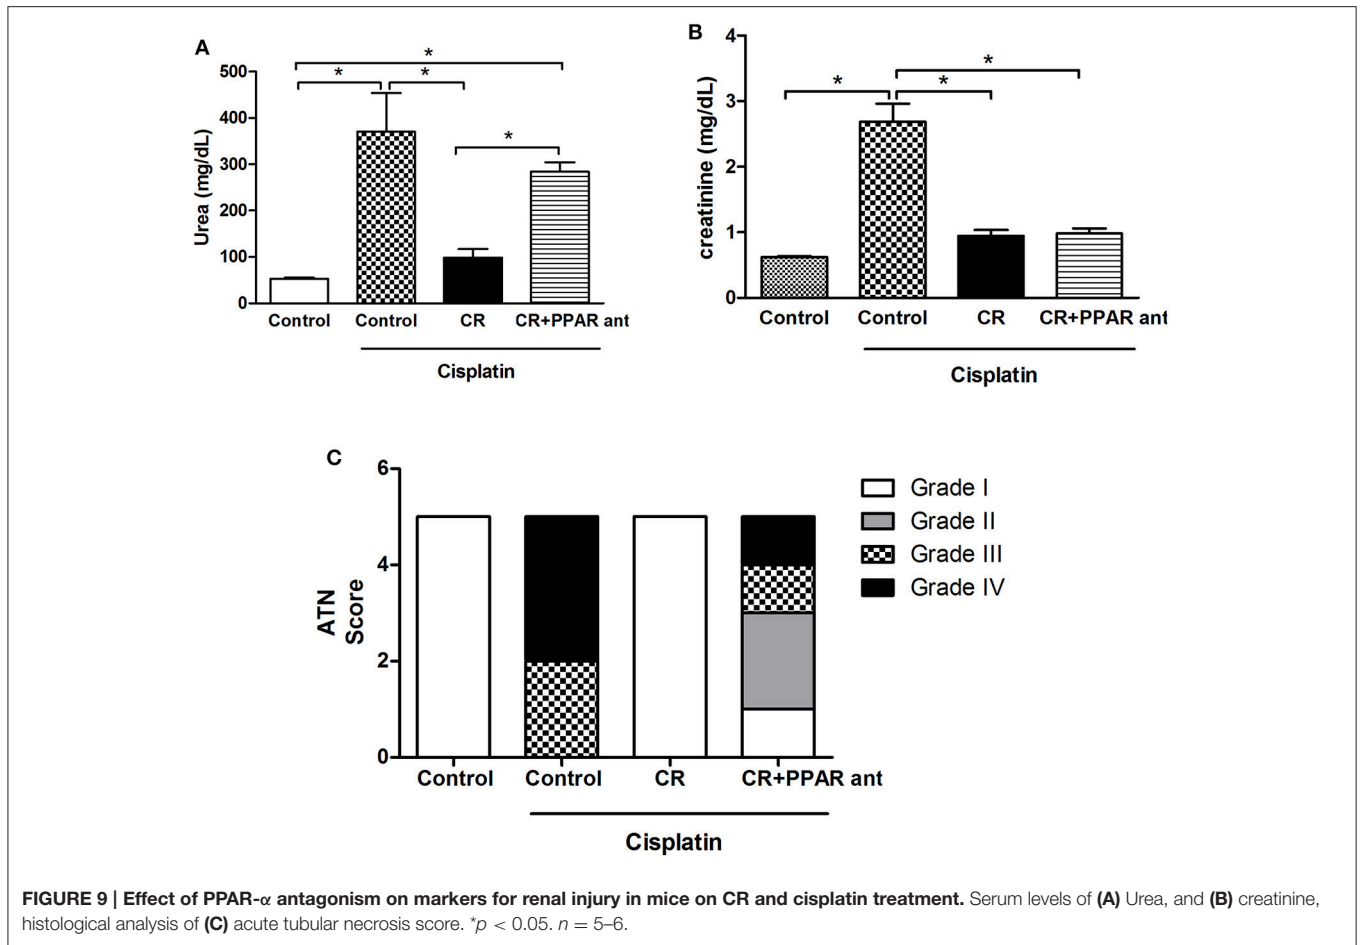 A
*
*
*
*
500
400
300
200
100
0
Urea (mg/dL)
Control
Control
CR
CR+PPAR ant
Cisplatin
B
*
*
*
4
3
2
1
0
creatinine (mg/dL)
Control
Control
CR
CR+PPAR ant
Cisplatin
C
6
4
2
0
ATN
Score
Control
Control
CR
CR+PPAR ant
Cisplatin
Grade I
Grade II
Grade III
Grade IV
FIGURE 9 | Effect of PPAR-α antagonism on markers for renal injury in mice on CR and cisplatin treatment. Serum levels of (A) Urea, and (B) creatinine,
histological analysis of (C) acute tubular necrosis score. *p < 0.05. n = 5–6.